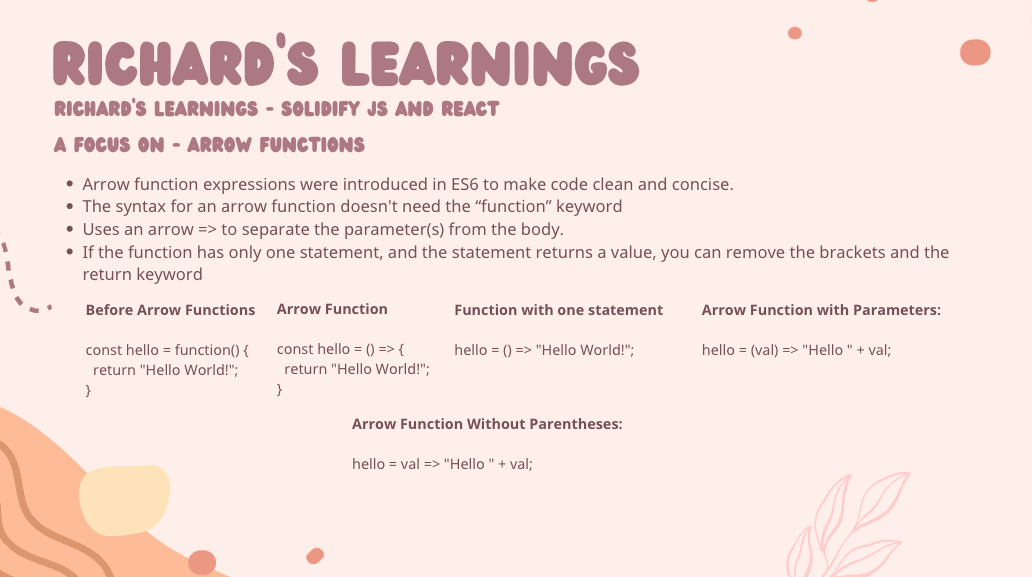 RICHARD'S LEARNINGS
RICHARD'S LEARNINGS - SOLIDIFY JS AND REACT
A FOCUS ON - ARROW FUNCTIONS
• Arrow function expressions were introduced in ES6 to make code clean and concise.
• The syntax for an arrow function doesn't need the “function” keyword
• Uses an arrow => to separate the parameter(s) from the body.
• If the function has only one statement, and the statement returns a value, you can remove the brackets and the
return keyword
Before Arrow Functions
const hello = function() {
  return "Hello World!";
}
Arrow Function
const hello = () => {
  return "Hello World!";
}
Function with one statement
hello = () => "Hello World!";
Arrow Function with Parameters:
hello = (val) => "Hello " + val;
Arrow Function Without Parentheses:
hello = val => "Hello " + val;